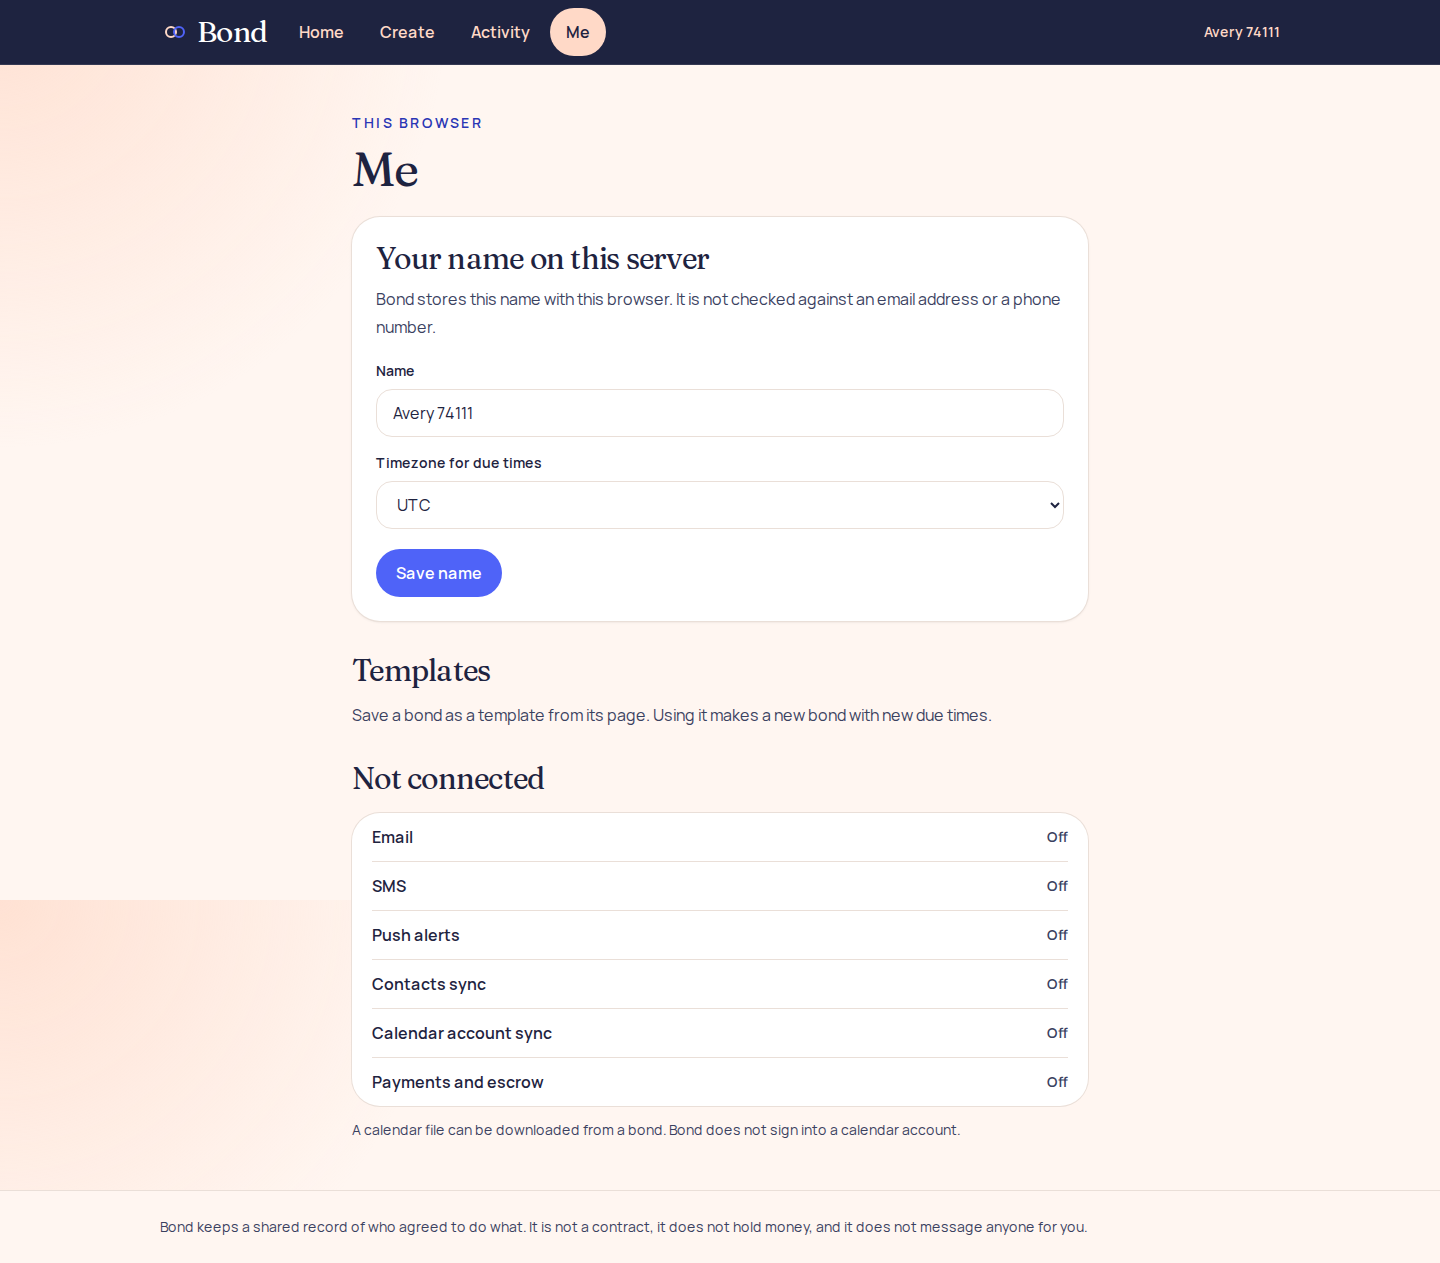 Bond
Home
Create
Activity
Me
Avery 74111
THIS BROWSER
Me
Your name on this server
Bond stores this name with this browser. It is not checked against an email address or a phone
number.
Name
Avery 74111
Timezone for due times
UTC
Save name
Templates
Save a bond as a template from its page. Using it makes a new bond with new due times.
Not connected
Email Off
SMS Off
Push alerts Off
Contacts sync Off
Calendar account sync Off
Payments and escrow Off
A calendar file can be downloaded from a bond. Bond does not sign into a calendar account.
Bond keeps a shared record of who agreed to do what. It is not a contract, it does not hold money, and it does not message anyone for you.